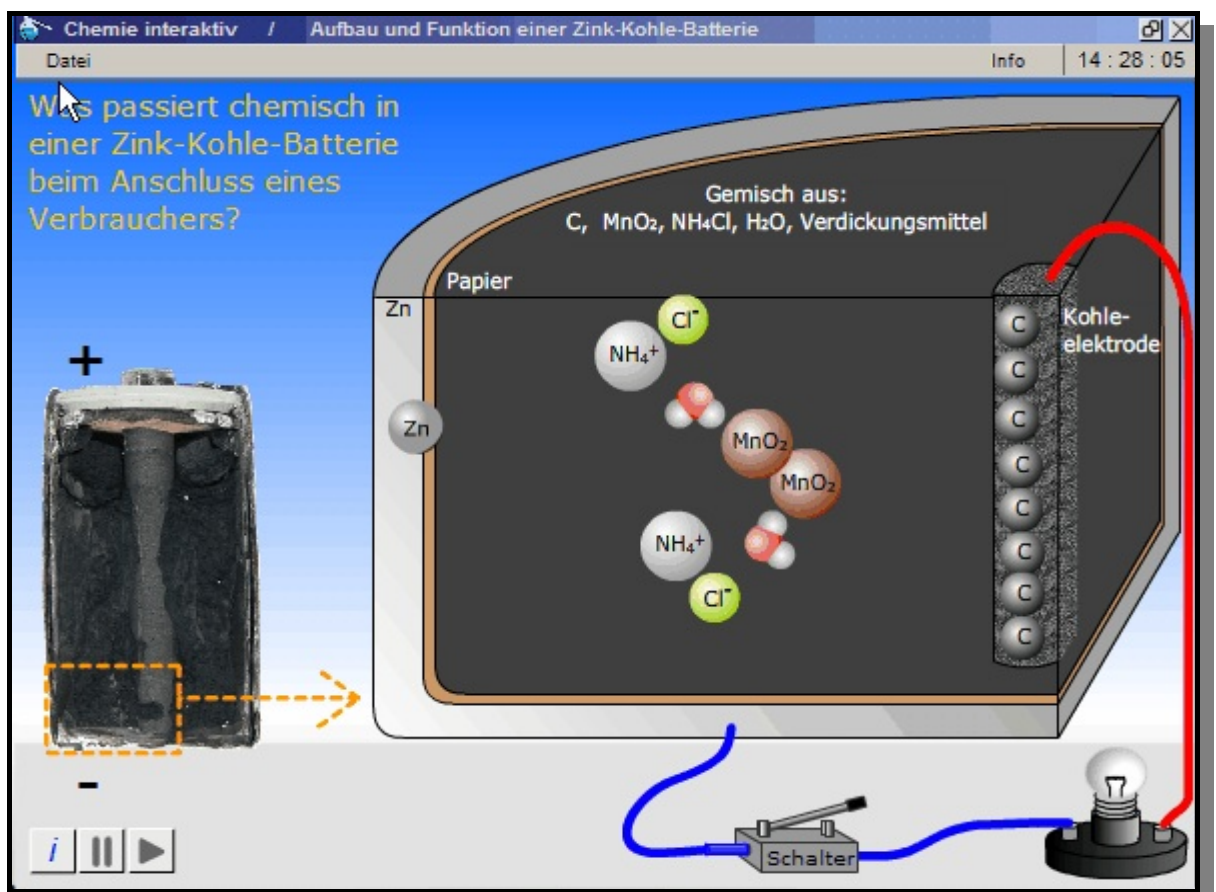 Chemie interaktiv / Aufbau und Funktion einer Zink-Kohle-Batterie
Datei
Info
14 : 28 : 05
Was passiert chemisch in
einer Zink-Kohle-Batterie
beim Anschluss eines
Verbrauchers?
Gemisch aus:
C, MnO₂, NH₄Cl, H₂O, Verdickungsmittel
Papier
Zn
Kohle-
elektrode
Cl⁻
NH₄⁺
Zn
MnO₂
MnO₂
NH₄⁺
Cl⁻
C
C
C
C
C
C
C
C
+
-
i
Schalter